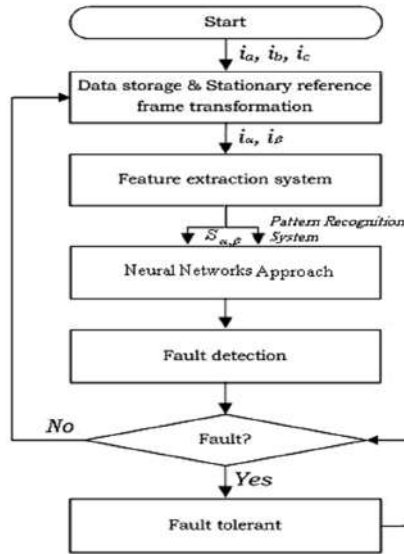 Start
i_a, i_b, i_c
Data storage & Stationary reference
frame transformation
i_α, i_β
Feature extraction system
S_α,β
Pattern Recognition
System
Neural Networks Approach
Fault detection
Fault?
No
Yes
Fault tolerant